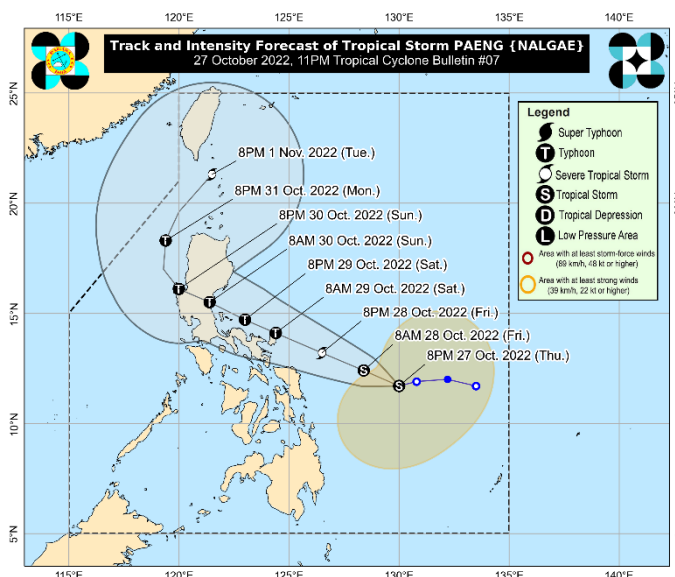 Track and Intensity Forecast of Tropical Storm PAENG {NALGAE}
27 October 2022, 11PM Tropical Cyclone Bulletin #07
115°E 120°E 125°E 130°E 135°E 140°E
25°N
20°N
15°N
10°N
5°N
Legend
Super Typhoon
T Typhoon
Severe Tropical Storm
S Tropical Storm
D Tropical Depression
L Low Pressure Area
Area with at least storm-force winds
(89 km/h, 48 kt or higher)
Area with at least strong winds
(39 km/h, 22 kt or higher)
8PM 1 Nov. 2022 (Tue.)
8PM 31 Oct. 2022 (Mon.)
T
8PM 30 Oct. 2022 (Sun.)
T
8AM 30 Oct. 2022 (Sun.)
T
8PM 29 Oct. 2022 (Sat.)
T
8AM 29 Oct. 2022 (Sat.)
T
8PM 28 Oct. 2022 (Fri.)
8AM 28 Oct. 2022 (Fri.)
S
8PM 27 Oct. 2022 (Thu.)
S
115°E 120°E 125°E 130°E 135°E 140°E